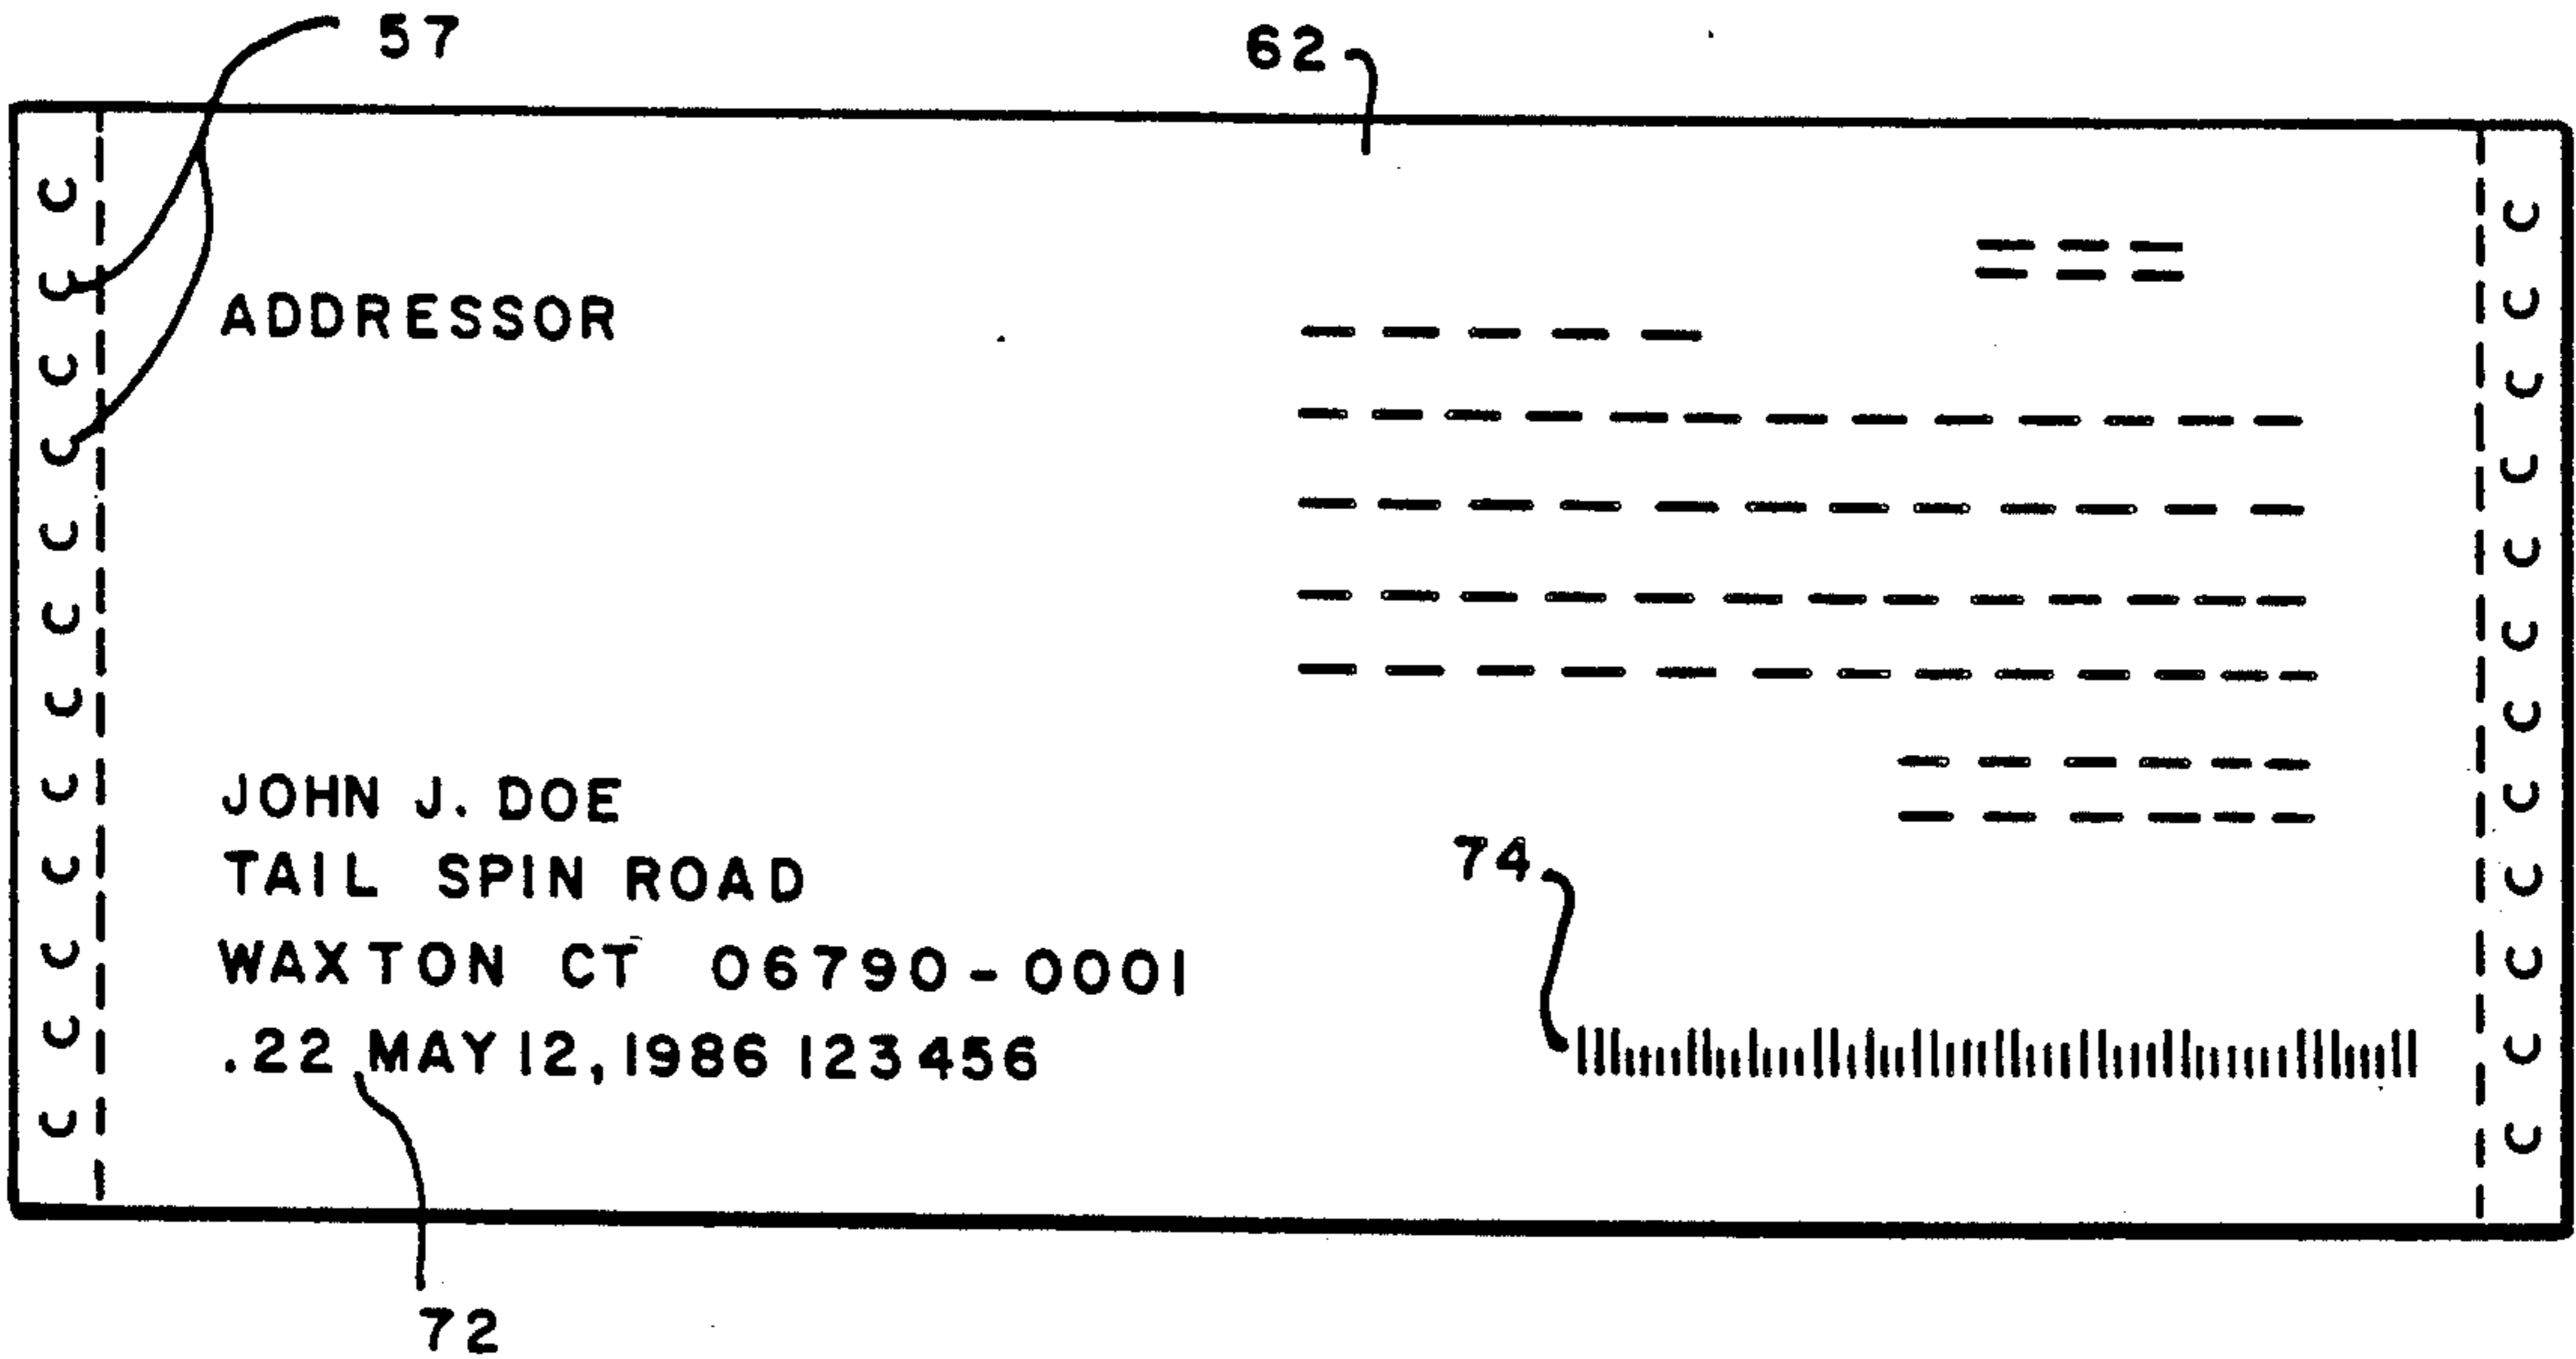 57
62
ADDRESSOR
JOHN J. DOE
TAIL SPIN ROAD
74
WAXTON CT 06790-0001
.22 MAY 12, 1986 123456
72